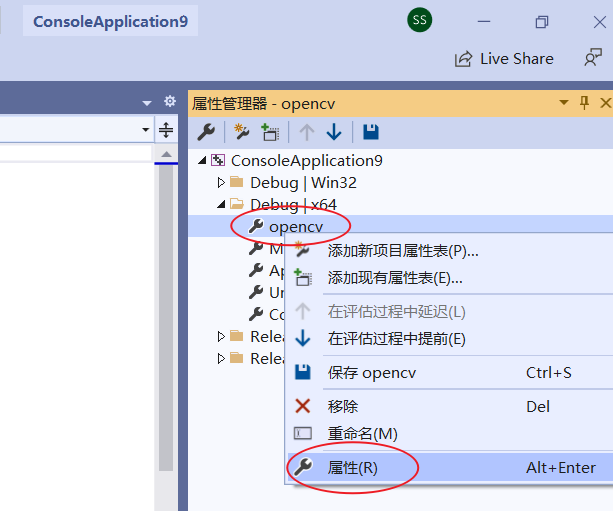 ConsoleApplication9
SS
Live Share
属性管理器 - opencv
ConsoleApplication9
Debug | Win32
Debug | x64
opencv
添加新项目属性表(P)...
添加现有属性表(E)...
在评估过程中延迟(L)
在评估过程中提前(E)
保存 opencv Ctrl+S
移除 Del
重命名(M)
属性(R) Alt+Enter
M
Ap
Un
Co
Relea
Relea